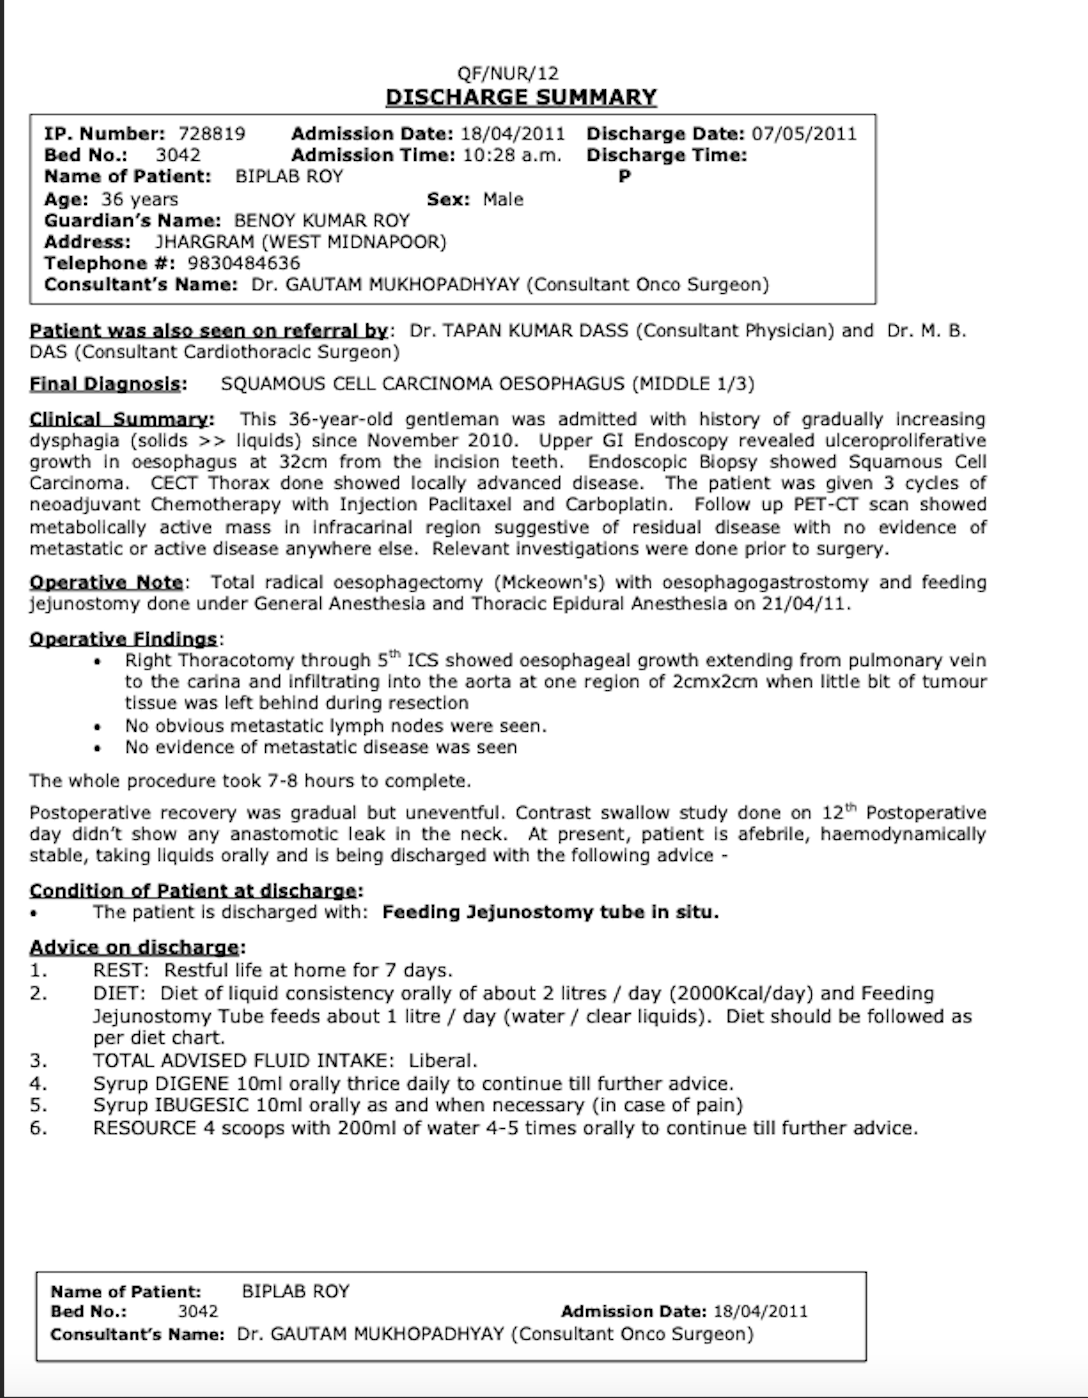 QF/NUR/12
DISCHARGE SUMMARY
IP. Number: 728819 Admission Date: 18/04/2011 Discharge Date: 07/05/2011
Bed No.: 3042 Admission Time: 10:28 a.m. Discharge Time:
Name of Patient: BIPLAB ROY P
Age: 36 years Sex: Male
Guardian's Name: BENOY KUMAR ROY
Address: JHARGRAM (WEST MIDNAPOOR)
Telephone #: 9830484636
Consultant's Name: Dr. GAUTAM MUKHOPADHYAY (Consultant Onco Surgeon)
Patient was also seen on referral by: Dr. TAPAN KUMAR DASS (Consultant Physician) and Dr. M. B.
DAS (Consultant Cardiothoracic Surgeon)
Final Diagnosis: SQUAMOUS CELL CARCINOMA OESOPHAGUS (MIDDLE 1/3)
Clinical Summary: This 36-year-old gentleman was admitted with history of gradually increasing
dysphagia (solids >> liquids) since November 2010. Upper GI Endoscopy revealed ulceroproliferative
growth in oesophagus at 32cm from the incision teeth. Endoscopic Biopsy showed Squamous Cell
Carcinoma. CECT Thorax done showed locally advanced disease. The patient was given 3 cycles of
neoadjuvant Chemotherapy with Injection Paclitaxel and Carboplatin. Follow up PET-CT scan showed
metabolically active mass in infracarinal region suggestive of residual disease with no evidence of
metastatic or active disease anywhere else. Relevant investigations were done prior to surgery.
Operative Note: Total radical oesophagectomy (Mckeown's) with oesophagogastrostomy and feeding
jejunostomy done under General Anesthesia and Thoracic Epidural Anesthesia on 21/04/11.
Operative Findings:
• Right Thoracotomy through 5th ICS showed oesophageal growth extending from pulmonary vein
to the carina and infiltrating into the aorta at one region of 2cmx2cm when little bit of tumour
tissue was left behind during resection
• No obvious metastatic lymph nodes were seen.
• No evidence of metastatic disease was seen
The whole procedure took 7-8 hours to complete.
Postoperative recovery was gradual but uneventful. Contrast swallow study done on 12th Postoperative
day didn't show any anastomotic leak in the neck. At present, patient is afebrile, haemodynamically
stable, taking liquids orally and is being discharged with the following advice -
Condition of Patient at discharge:
• The patient is discharged with: Feeding Jejunostomy tube in situ.
Advice on discharge:
1. REST: Restful life at home for 7 days.
2. DIET: Diet of liquid consistency orally of about 2 litres / day (2000Kcal/day) and Feeding
Jejunostomy Tube feeds about 1 litre / day (water / clear liquids). Diet should be followed as
per diet chart.
3. TOTAL ADVISED FLUID INTAKE: Liberal.
4. Syrup DIGENE 10ml orally thrice daily to continue till further advice.
5. Syrup IBUGESIC 10ml orally as and when necessary (in case of pain)
6. RESOURCE 4 scoops with 200ml of water 4-5 times orally to continue till further advice.
Name of Patient: BIPLAB ROY
Bed No.: 3042 Admission Date: 18/04/2011
Consultant's Name: Dr. GAUTAM MUKHOPADHYAY (Consultant Onco Surgeon)